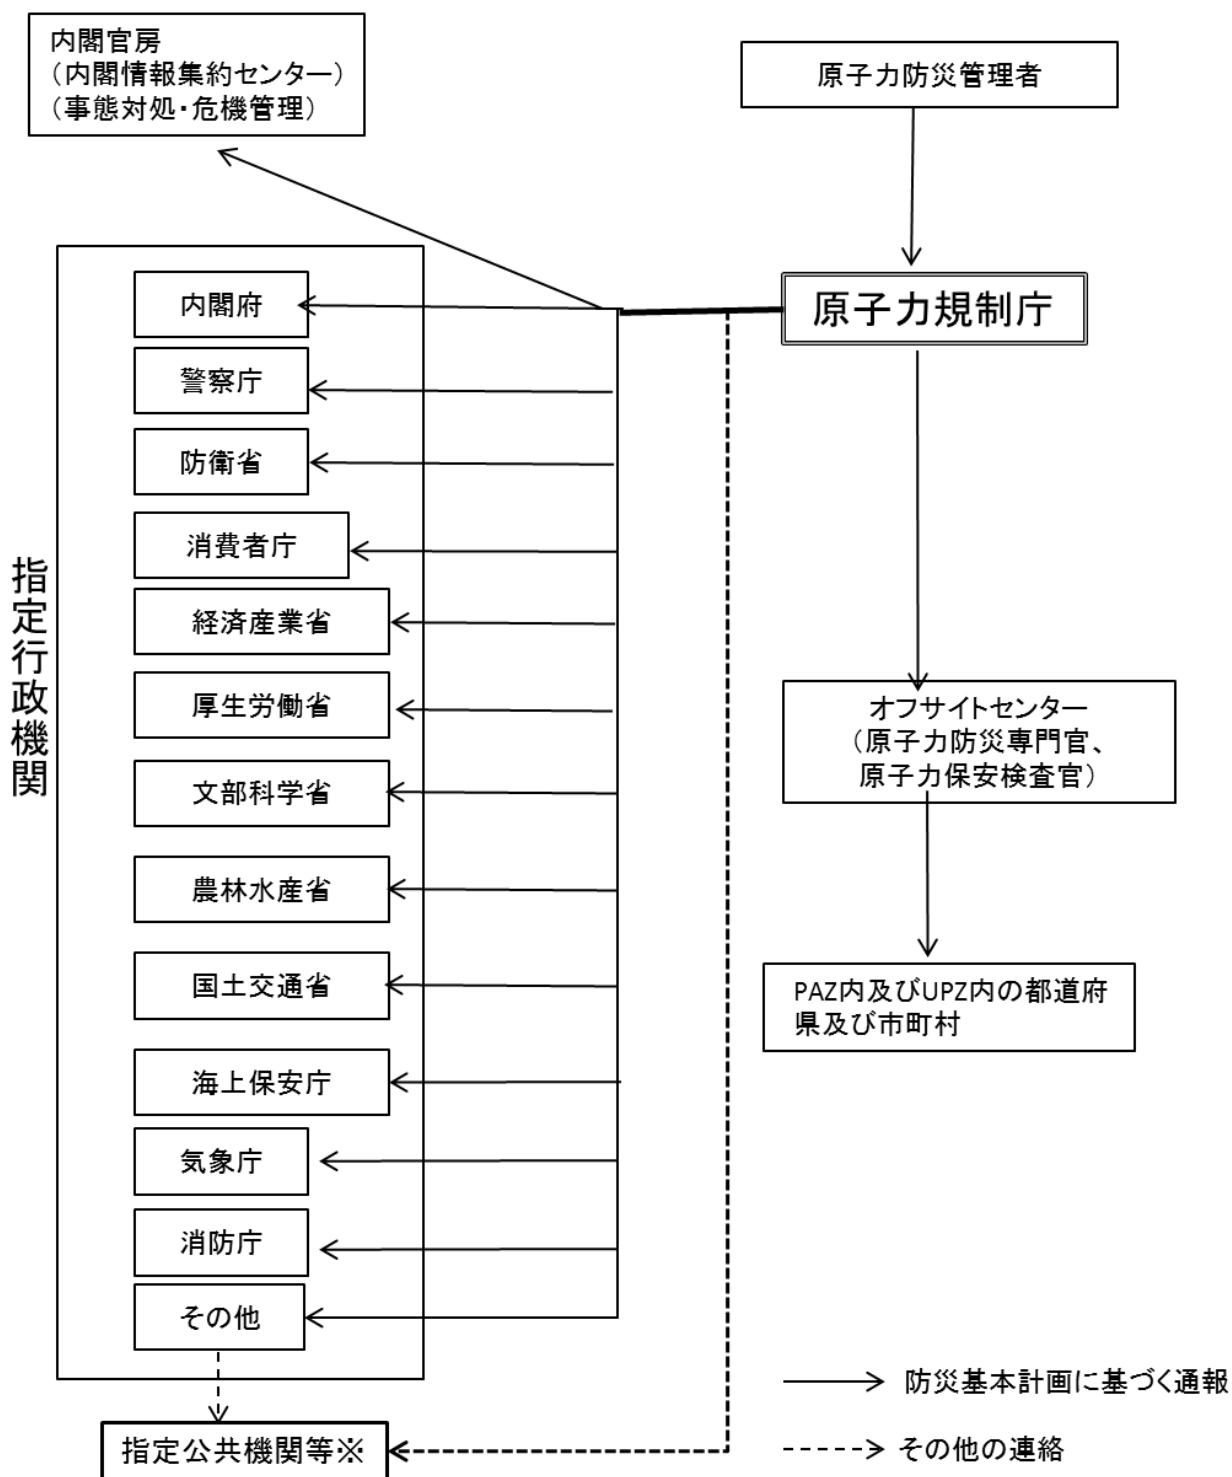 内閣官房
（内閣情報集約センター）
（事態対処・危機管理）
原子力防災管理者
原子力規制庁
指定行政機関
内閣府
警察庁
防衛省
消費者庁
経済産業省
厚生労働省
文部科学省
農林水産省
国土交通省
海上保安庁
気象庁
消防庁
その他
オフサイトセンター
（原子力防災専門官、
原子力保安検査官）
PAZ内及びUPZ内の都道府
県及び市町村
指定公共機関等※
防災基本計画に基づく通報
その他の連絡